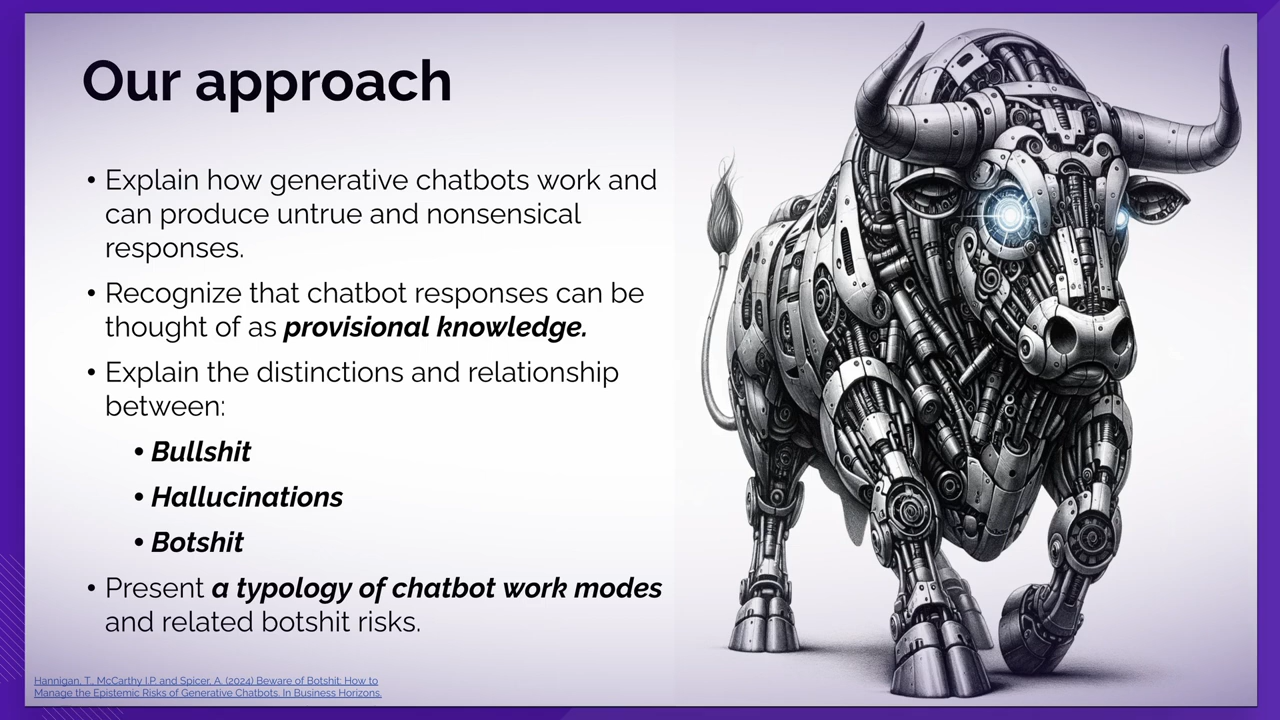 Our approach
• Explain how generative chatbots work and
can produce untrue and nonsensical
responses.
• Recognize that chatbot responses can be
thought of as provisional knowledge.
• Explain the distinctions and relationship
between:
• Bullshit
• Hallucinations
• Botshit
• Present a typology of chatbot work modes
and related botshit risks.
Hannigan, T., McCarthy I.P. and Spicer, A. (2024) Beware of Botshit: How to
Manage the Epistemic Risks of Generative Chatbots. In Business Horizons.